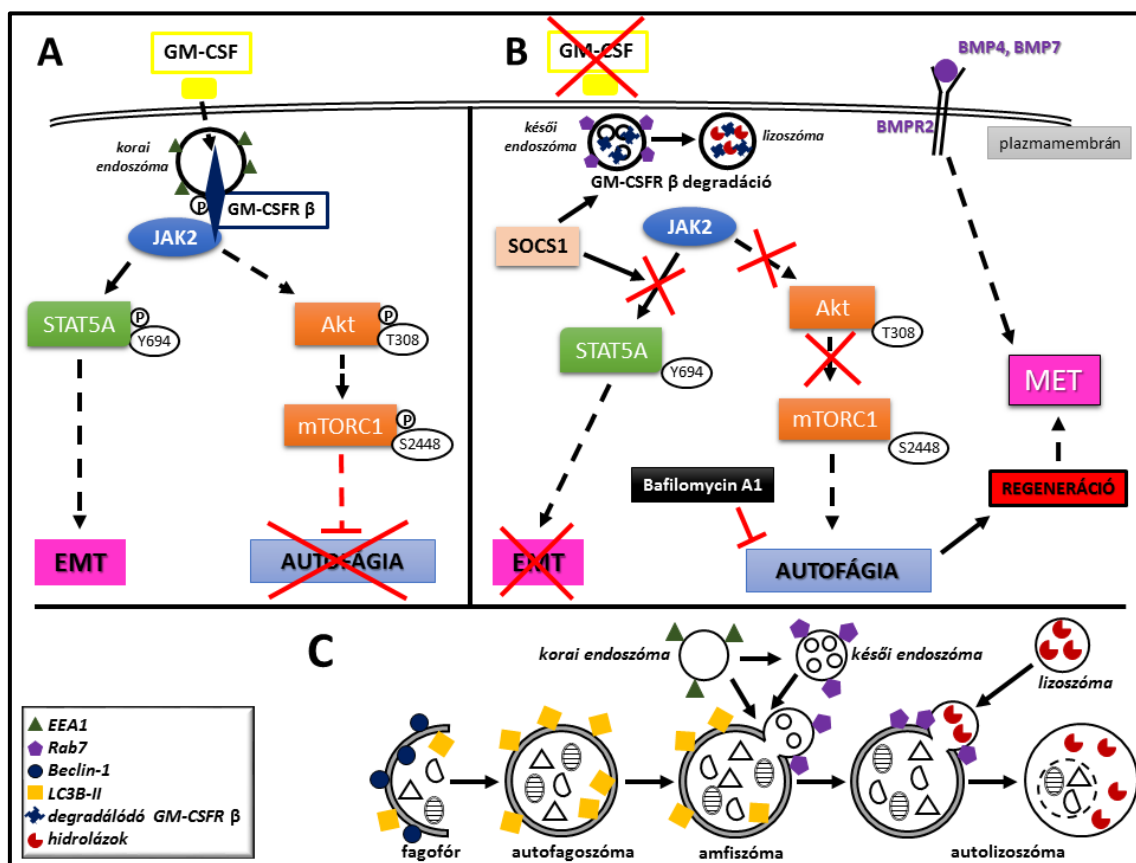 A
GM-CSF
korai
endoszóma
P
GM-CSFR β
JAK2
STAT5A
P
Y694
Akt
P
T308
mTORC1
P
S2448
EMT
AUTOFÁGIA
B
GM-CSF
BMP4, BMP7
BMPR2
plazmamembrán
késői
endoszóma
lizoszóma
GM-CSFR β degradáció
SOCS1
JAK2
Akt
T308
STAT5A
Y694
mTORC1
S2448
MET
Bafilomycin A1
REGENERÁCIÓ
EMT
AUTOFÁGIA
C
korai endoszóma
késői endoszóma
lizoszóma
fagofór
autofagoszóma
amfiszóma
autolizoszóma
EEA1
Rab7
Beclin-1
LC3B-II
degradálódó GM-CSFR β
hidrolázok